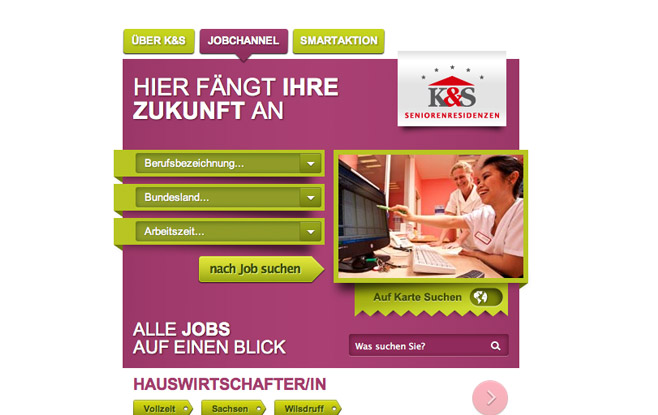 ÜBER K&S
JOBCHANNEL
SMARTAKTION
HIER FÄNGT IHRE
ZUKUNFT AN
K&S
SENIORENRESIDENZEN
Berufsbezeichnung...
Bundesland...
Arbeitszeit...
nach Job suchen
Auf Karte Suchen
ALLE JOBS
AUF EINEN BLICK
Was suchen Sie?
HAUSWIRTSCHAFTER/IN
Vollzeit
Sachsen
Wilsdruff